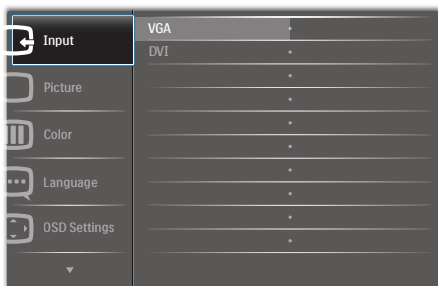 Input
VGA
DVI
Picture
Color
Language
OSD Settings